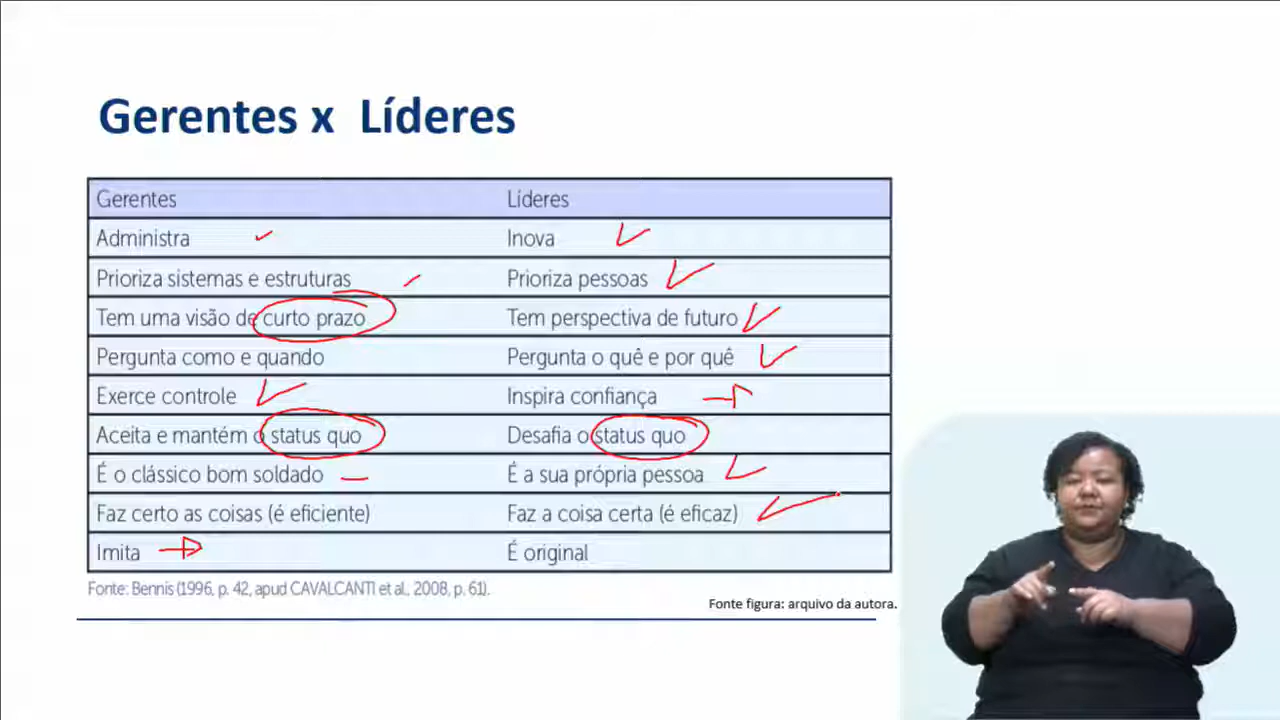 Gerentes x Líderes
Gerentes Líderes
Administra Inova
Prioriza sistemas e estruturas Prioriza pessoas
Tem uma visão de curto prazo Tem perspectiva de futuro
Pergunta como e quando Pergunta o quê e por quê
Exerce controle Inspira confiança
Aceita e mantém o status quo Desafia o status quo
É o clássico bom soldado É a sua própria pessoa
Faz certo as coisas (é eficiente) Faz a coisa certa (é eficaz)
Imita É original
Fonte: Bennis (1996, p. 42, apud CAVALCANTI et al., 2008, p. 61).
Fonte figura: arquivo da autora.